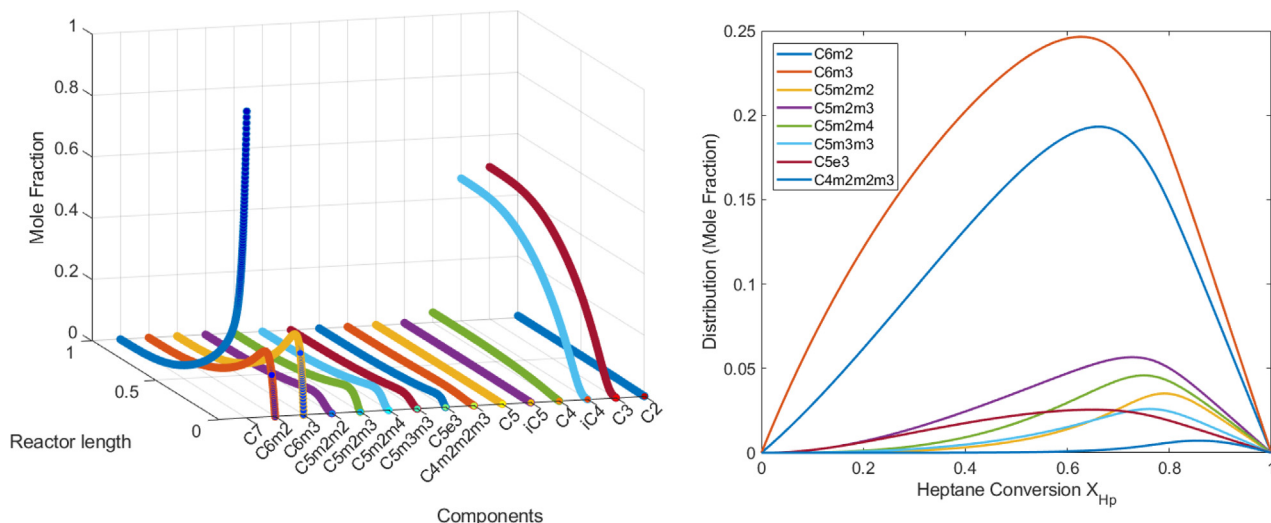 1
0.8
0.6
0.4
0.2
0
Mole Fraction
1
0.5
0
Reactor length
C7
C6m2
C6m3
C5m2m2
C5m2m3
C5m2m4
C5m3m3
C5e3
C4m2m2m3
C5
iC5
C4
iC4
C3
C2
Components
0.25
0.2
0.15
0.1
0.05
0
Distribution (Mole Fraction)
C6m2
C6m3
C5m2m2
C5m2m3
C5m2m4
C5m3m3
C5e3
C4m2m2m3
0 0.2 0.4 0.6 0.8 1
Heptane Conversion X_Hp